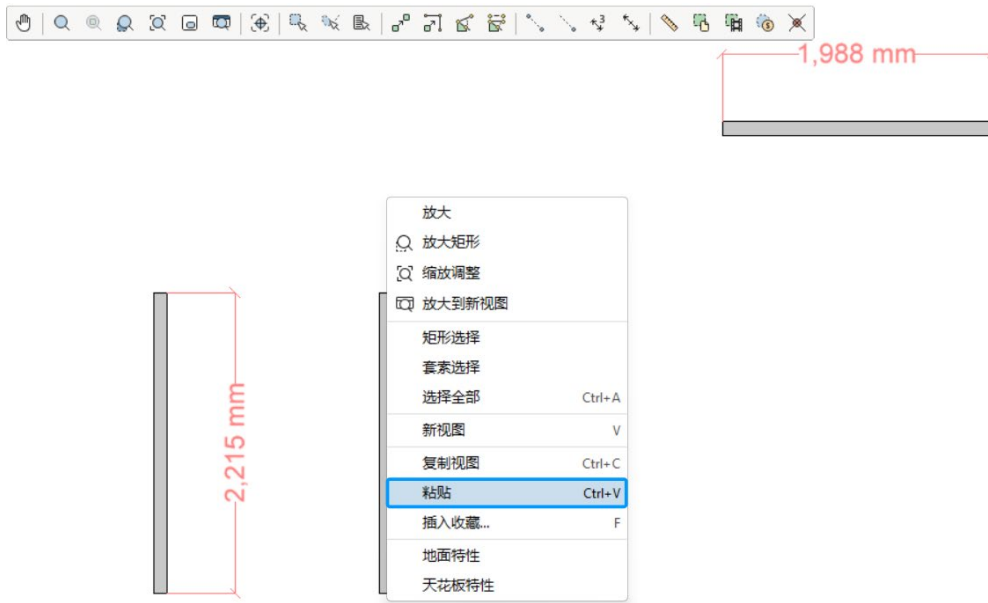 1,988 mm
放大
放大矩形
缩放调整
放大到新视图
矩形选择
套索选择
选择全部 Ctrl+A
新视图 V
复制视图 Ctrl+C
粘贴 Ctrl+V
插入收藏... F
地面特性
天花板特性
2,215 mm